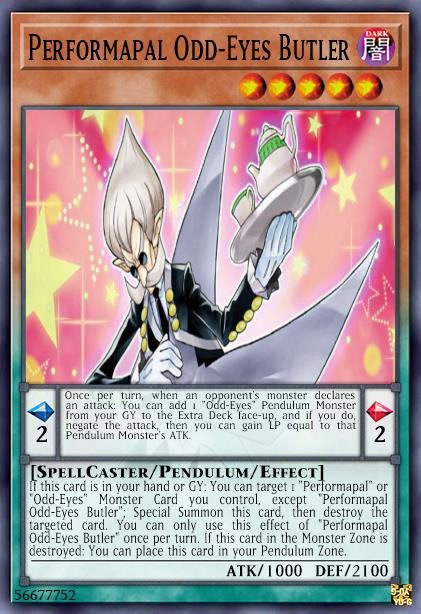 PERFORMAPAL ODD-EYES BUTLER
DARK
闇
Once per turn, when an opponent's monster declares
an attack: You can add 1 "Odd-Eyes" Pendulum Monster
from your GY to the Extra Deck face-up, and if you do,
negate the attack, then you can gain LP equal to that
Pendulum Monster's ATK.
2
2
[SPELLCASTER/PENDULUM/EFFECT]
If this card is in your hand or GY: You can target 1 "Performapal" or
"Odd-Eyes" Monster Card you control, except "Performapal
Odd-Eyes Butler"; Special Summon this card, then destroy the
targeted card. You can only use this effect of "Performapal
Odd-Eyes Butler" once per turn. If this card in the Monster Zone is
destroyed: You can place this card in your Pendulum Zone.
ATK/1000 DEF/2100
56677752